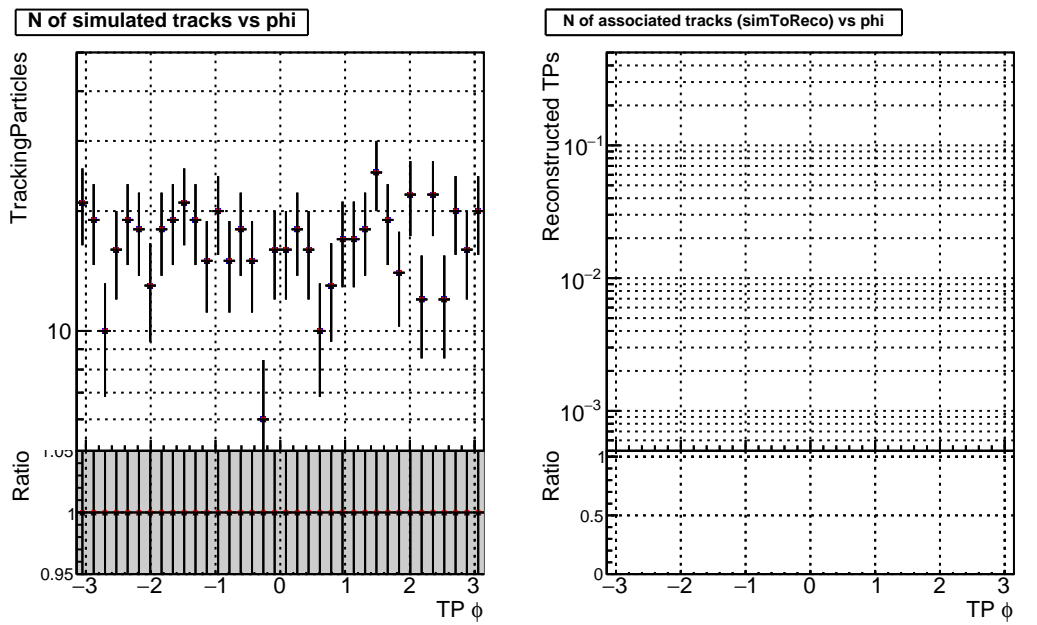 N of simulated tracks vs phi
TrackingParticles
10
Ratio
1.05
1
0.95
−3 −2 −1 0 1 2 3
TP ϕ
N of associated tracks (simToReco) vs phi
Reconstructed TPs
10−1
10−2
10−3
Ratio
1
0.5
0
−3 −2 −1 0 1 2 3
TP ϕ